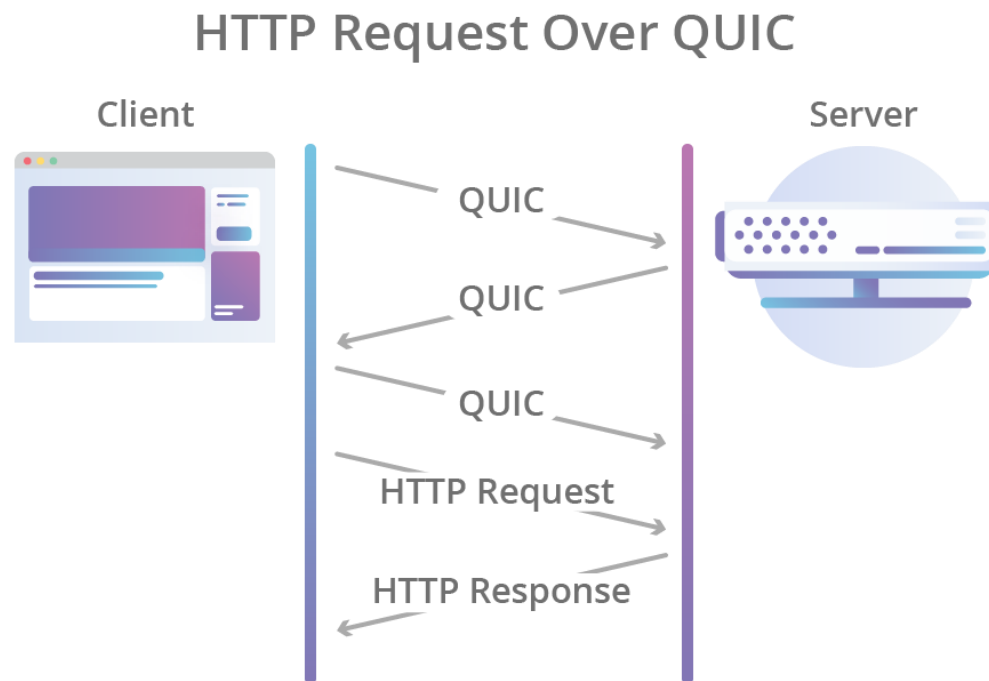 HTTP Request Over QUIC
Client
Server
QUIC
QUIC
QUIC
HTTP Request
HTTP Response